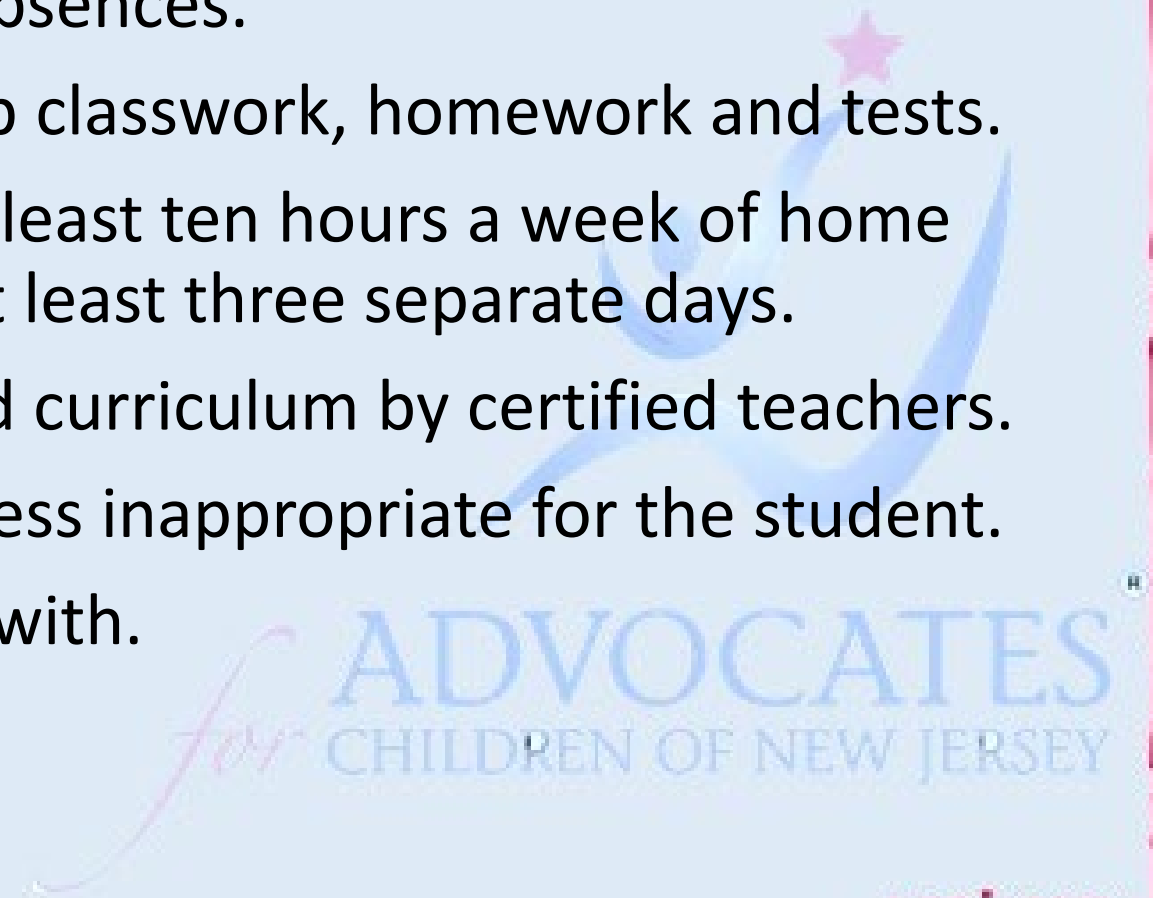 bsences.
p classwork, homework and tests.
least ten hours a week of home
t least three separate days.
d curriculum by certified teachers.
ess inappropriate for the student.
with.
for ADVOCATES
CHILDREN OF NEW JERSEY